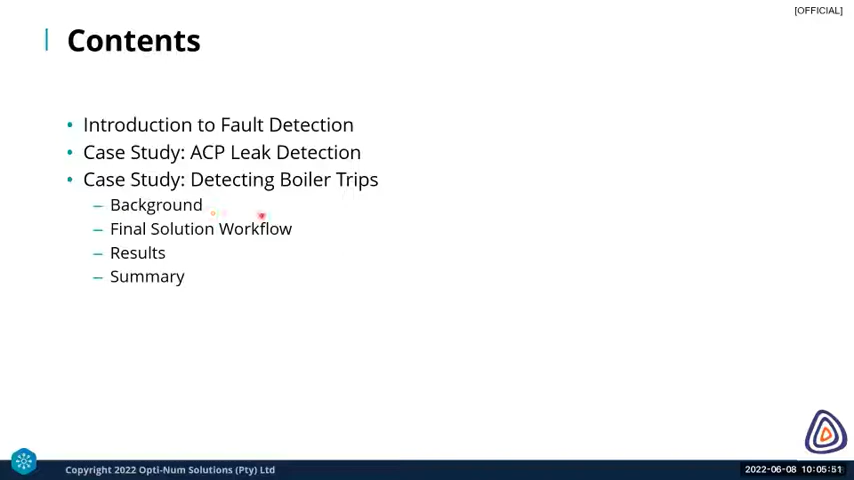 [OFFICIAL]
Contents
• Introduction to Fault Detection
• Case Study: ACP Leak Detection
• Case Study: Detecting Boiler Trips
– Background
– Final Solution Workflow
– Results
– Summary
Copyright 2022 Opti-Num Solutions (Pty) Ltd
2022-06-08 10:05:51